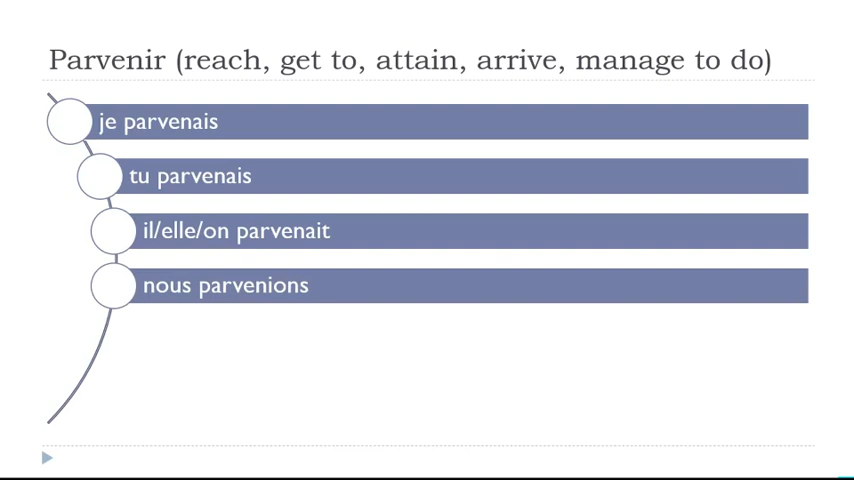 Parvenir (reach, get to, attain, arrive, manage to do)
je parvenais
tu parvenais
il/elle/on parvenait
nous parvenions